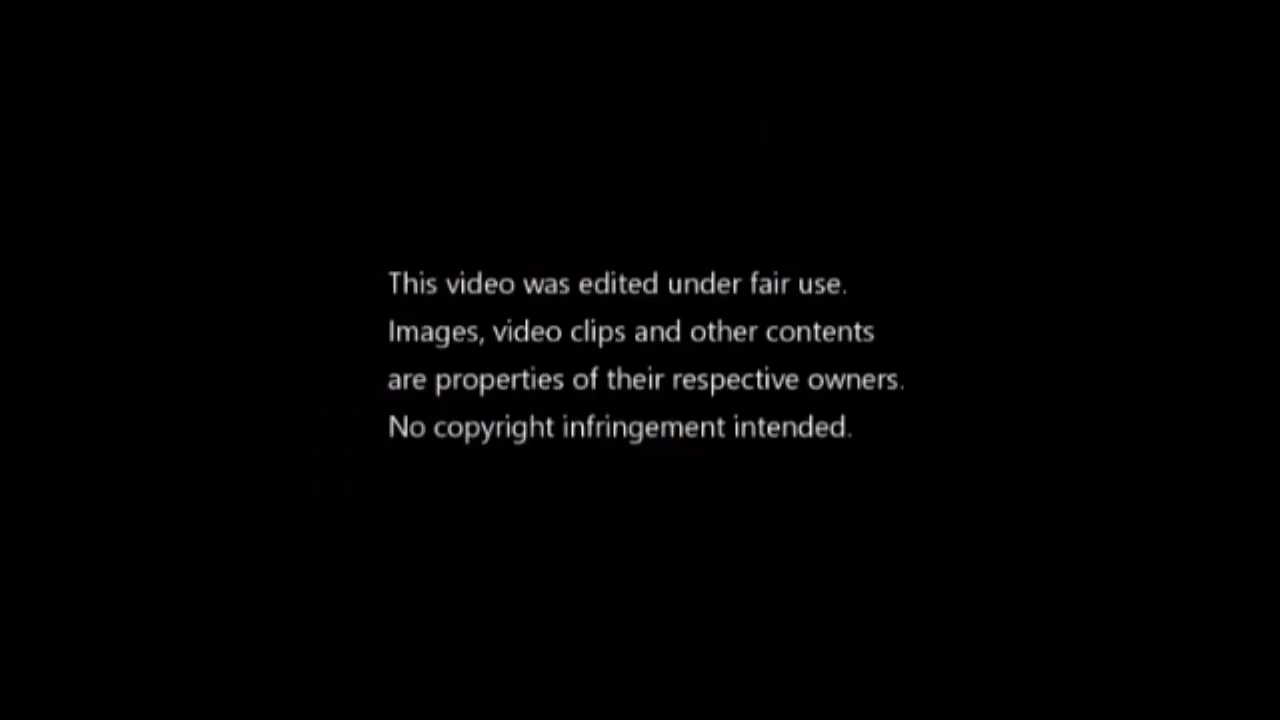 This video was edited under fair use.
Images, video clips and other contents
are properties of their respective owners.
No copyright infringement intended.